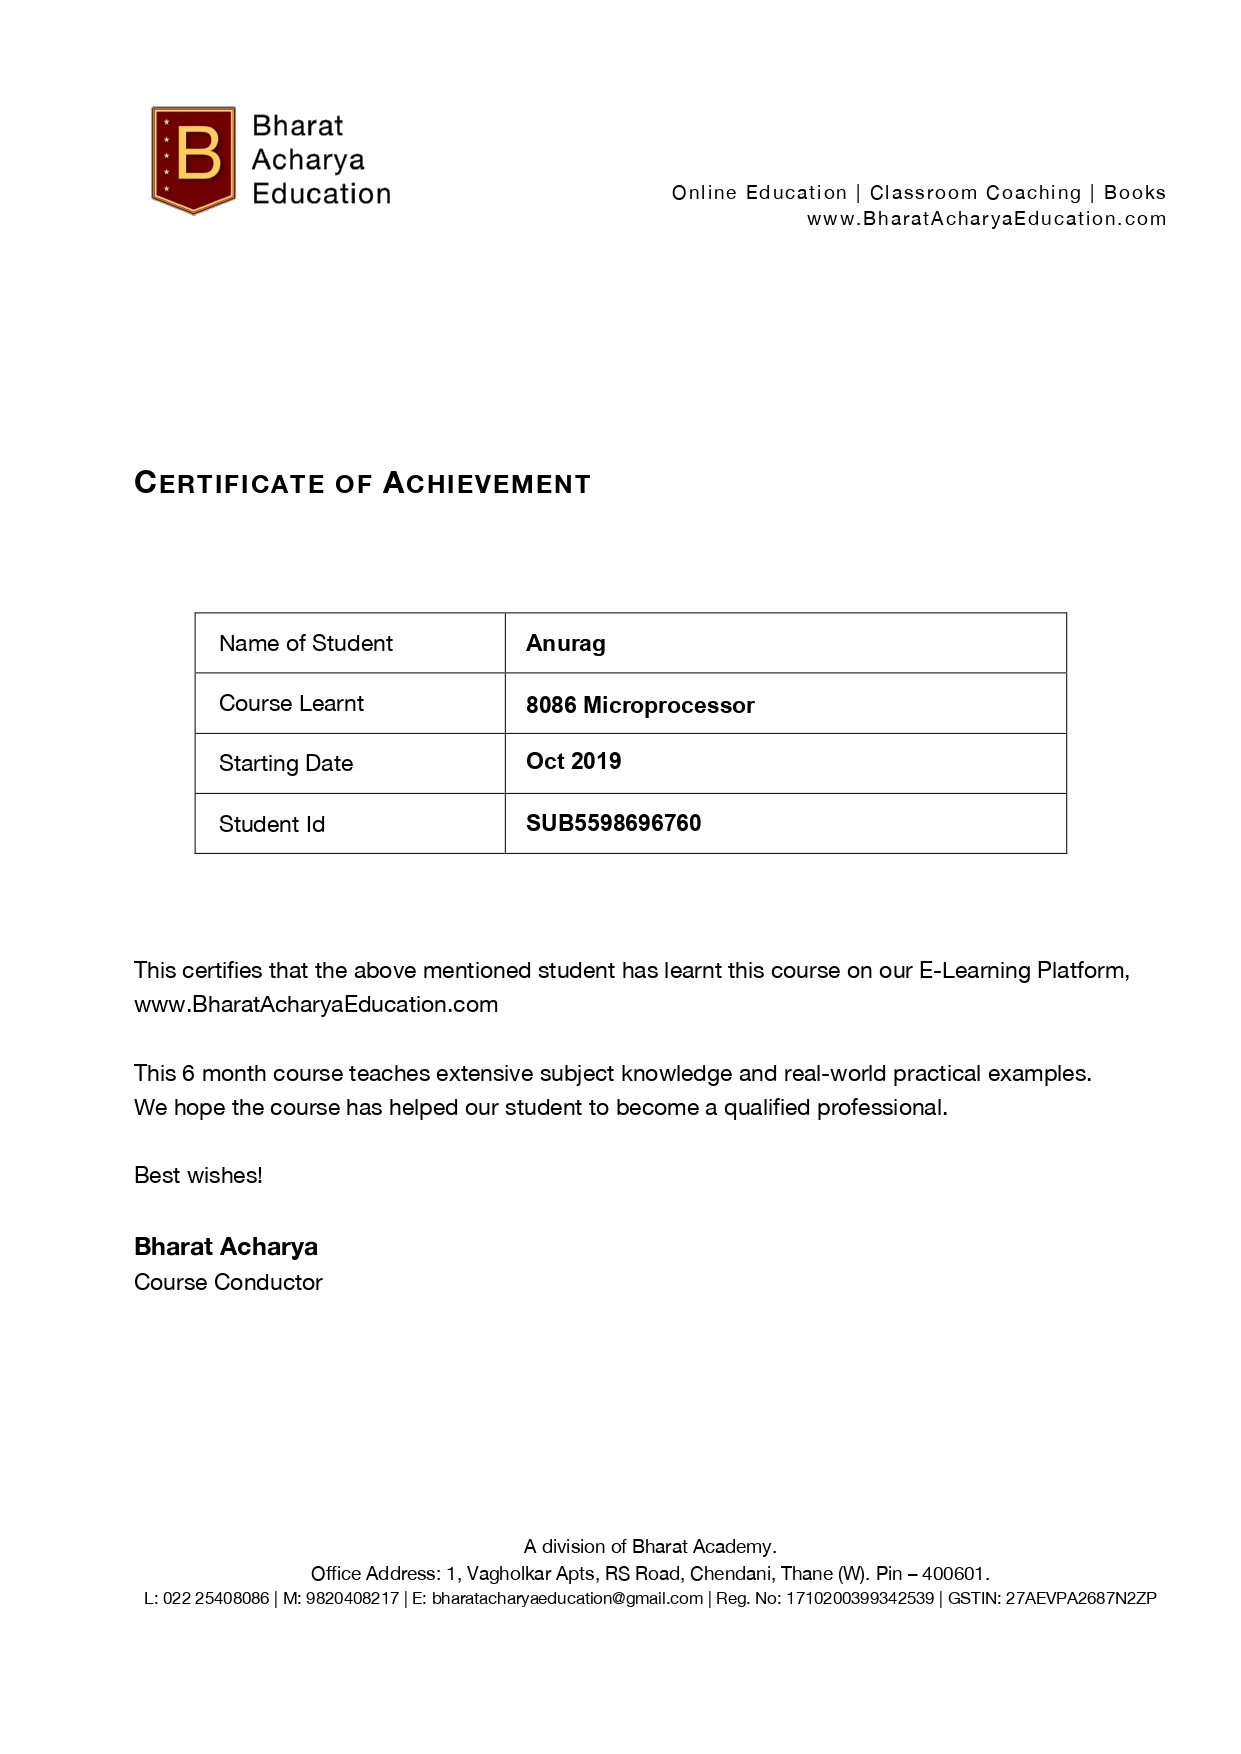 B
Bharat
Acharya
Education
Online Education | Classroom Coaching | Books
www.BharatAcharyaEducation.com
CERTIFICATE OF ACHIEVEMENT
Name of Student Anurag
Course Learnt 8086 Microprocessor
Starting Date Oct 2019
Student Id SUB5598696760
This certifies that the above mentioned student has learnt this course on our E-Learning Platform,
www.BharatAcharyaEducation.com
This 6 month course teaches extensive subject knowledge and real-world practical examples.
We hope the course has helped our student to become a qualified professional.
Best wishes!
Bharat Acharya
Course Conductor
A division of Bharat Academy.
Office Address: 1, Vagholkar Apts, RS Road, Chendani, Thane (W). Pin – 400601.
L: 022 25408086 | M: 9820408217 | E: bharatacharyaeducation@gmail.com | Reg. No: 1710200399342539 | GSTIN: 27AEVPA2687N2ZP